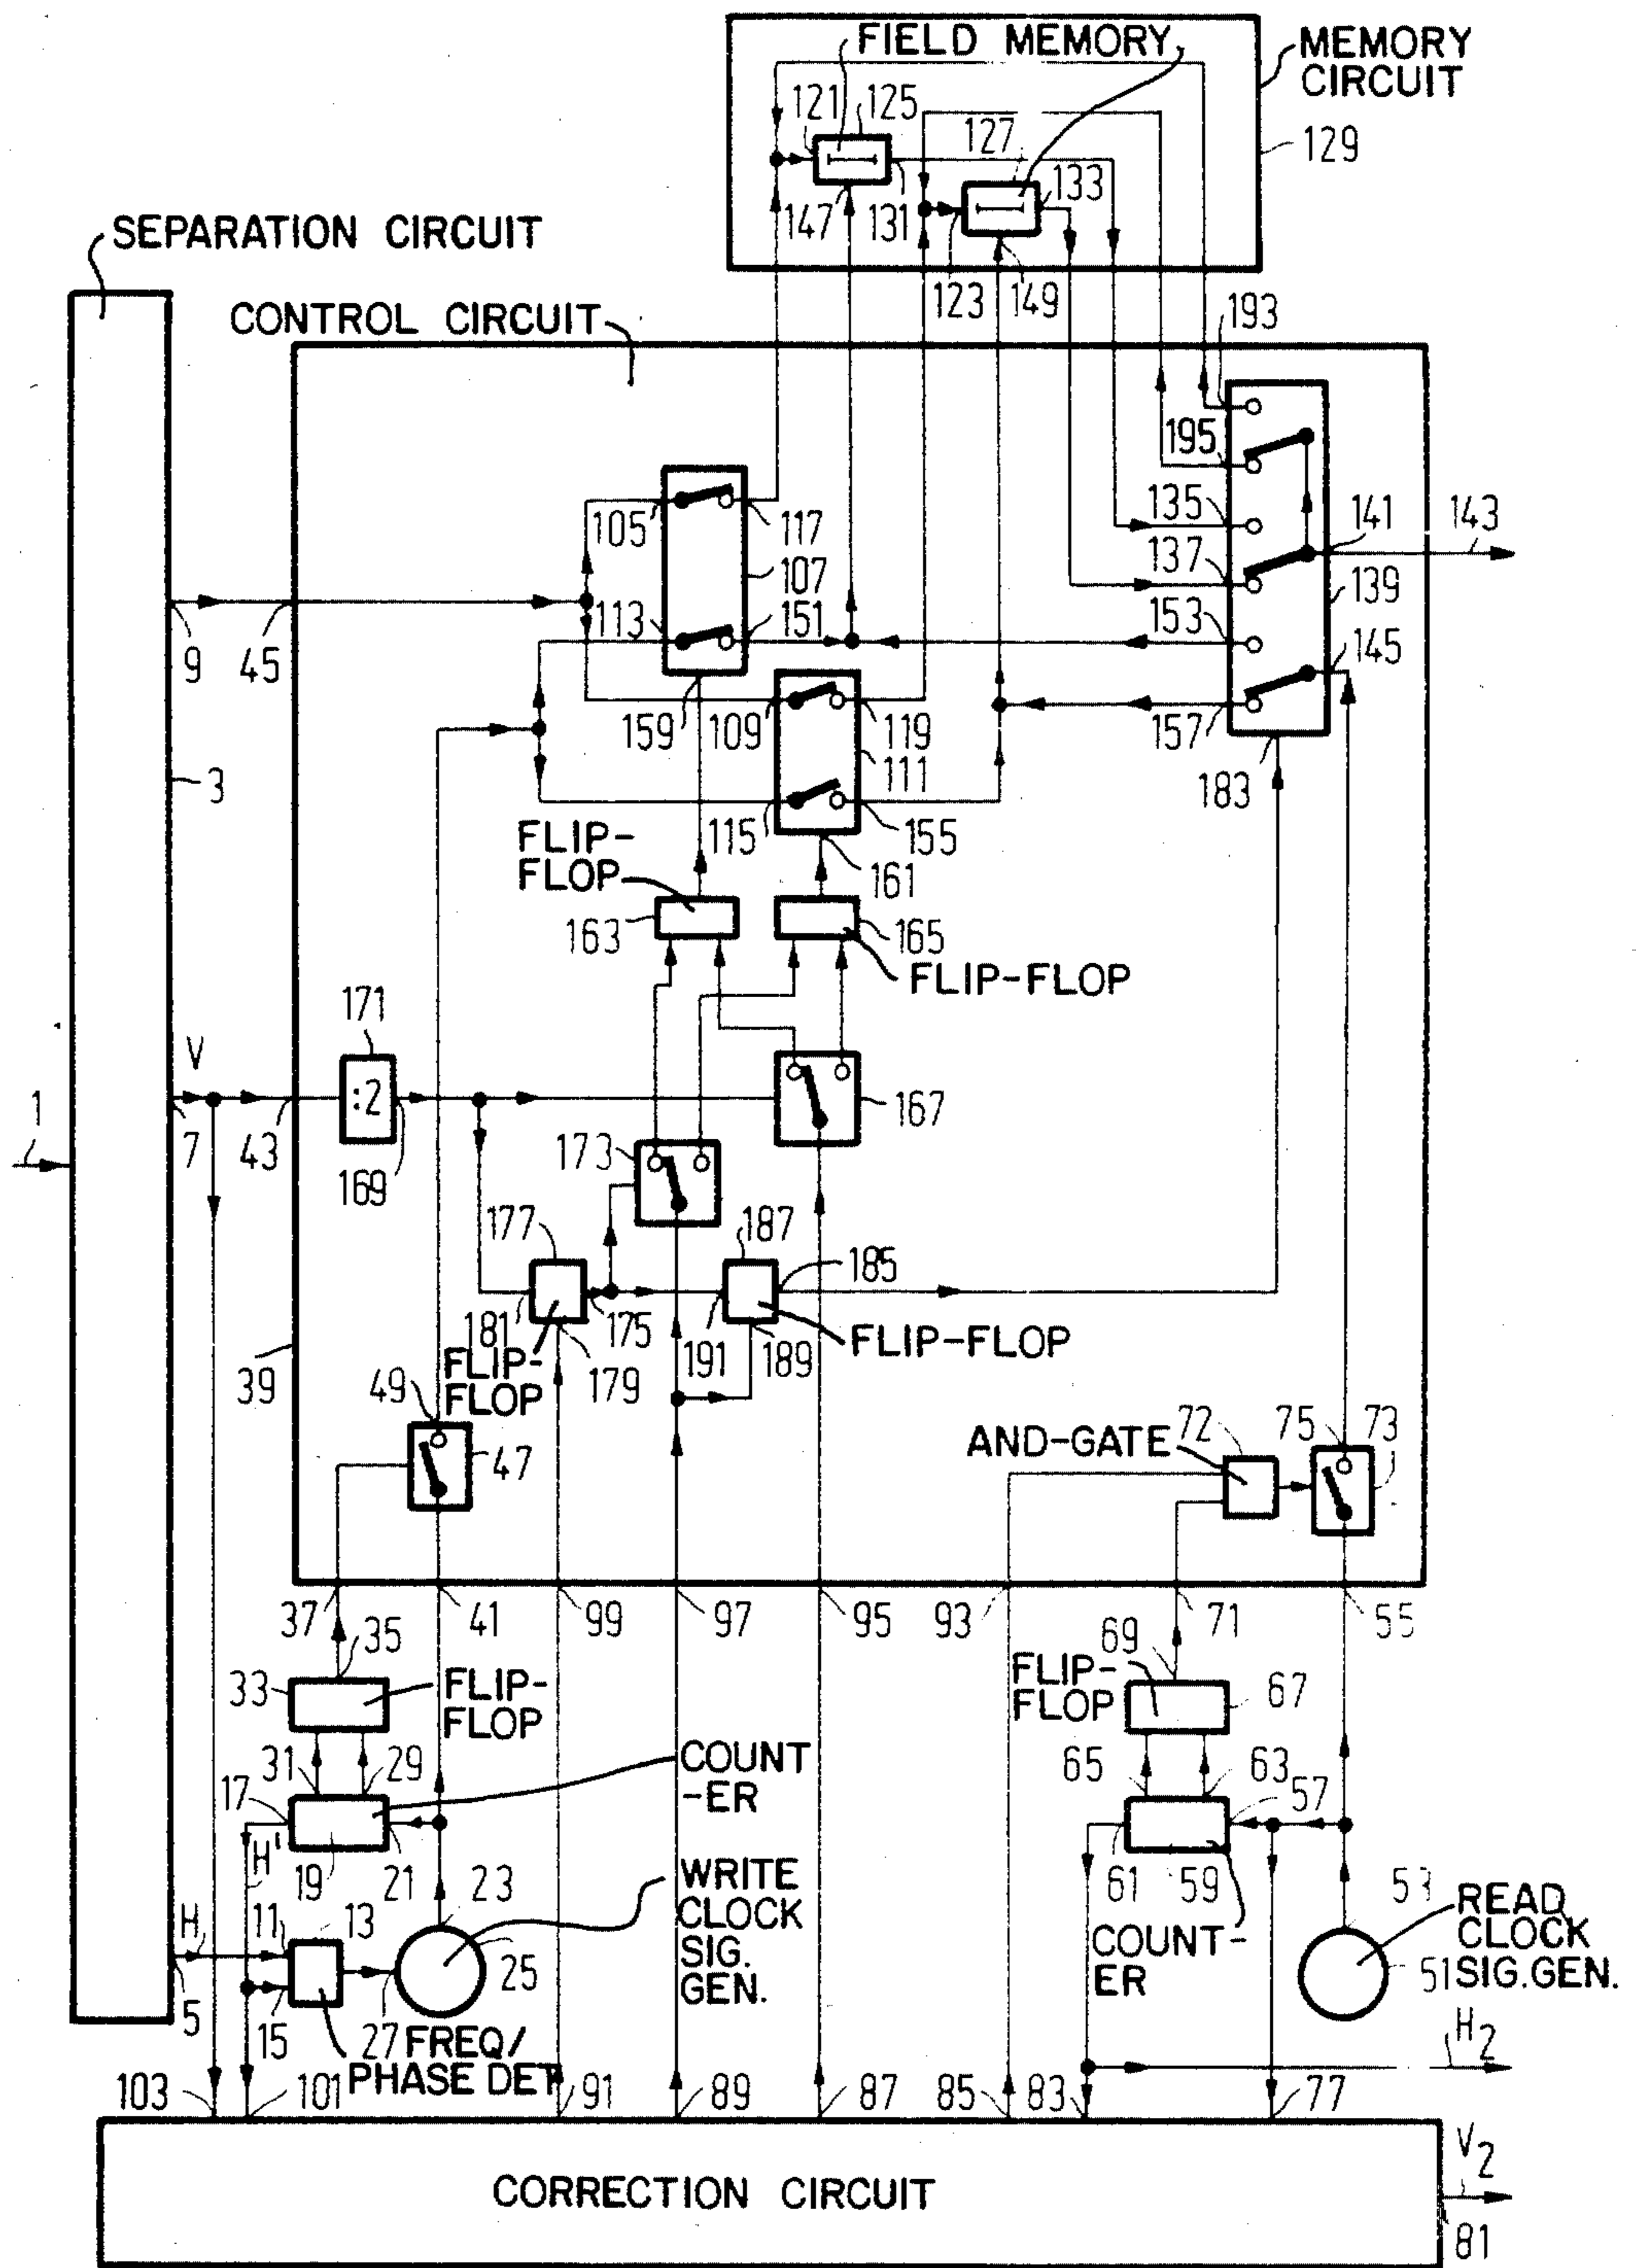 FIELD MEMORY
MEMORY
CIRCUIT
129
121
125
127
133
147
131
123
149
SEPARATION CIRCUIT
CONTROL CIRCUIT
193
195
135
141
143
137
139
153
145
157
183
105
117
107
113
151
9
45
159
109
119
111
3
115
155
FLIP-
FLOP
161
163
165
FLIP-FLOP
171
V
:2
1
167
7
43
173
169
177
187
185
181
175
191
189
FLIP-FLOP
FLIP-
FLOP
179
39
49
47
AND-GATE
72
75
73
37
41
99
97
95
93
71
55
35
69
33
FLIP-
FLOP
FLIP-
FLOP
67
31
29
COUNT
-ER
65
63
57
17
H'
19
21
23
WRITE
CLOCK
SIG.
GEN.
61
59
53
READ
CLOCK
SIG.GEN.
51
H
11
13
25
COUNT-
ER
5
15
27
FREQ/
PHASE DET
H2
103
101
91
89
87
85
83
77
V2
CORRECTION CIRCUIT
81